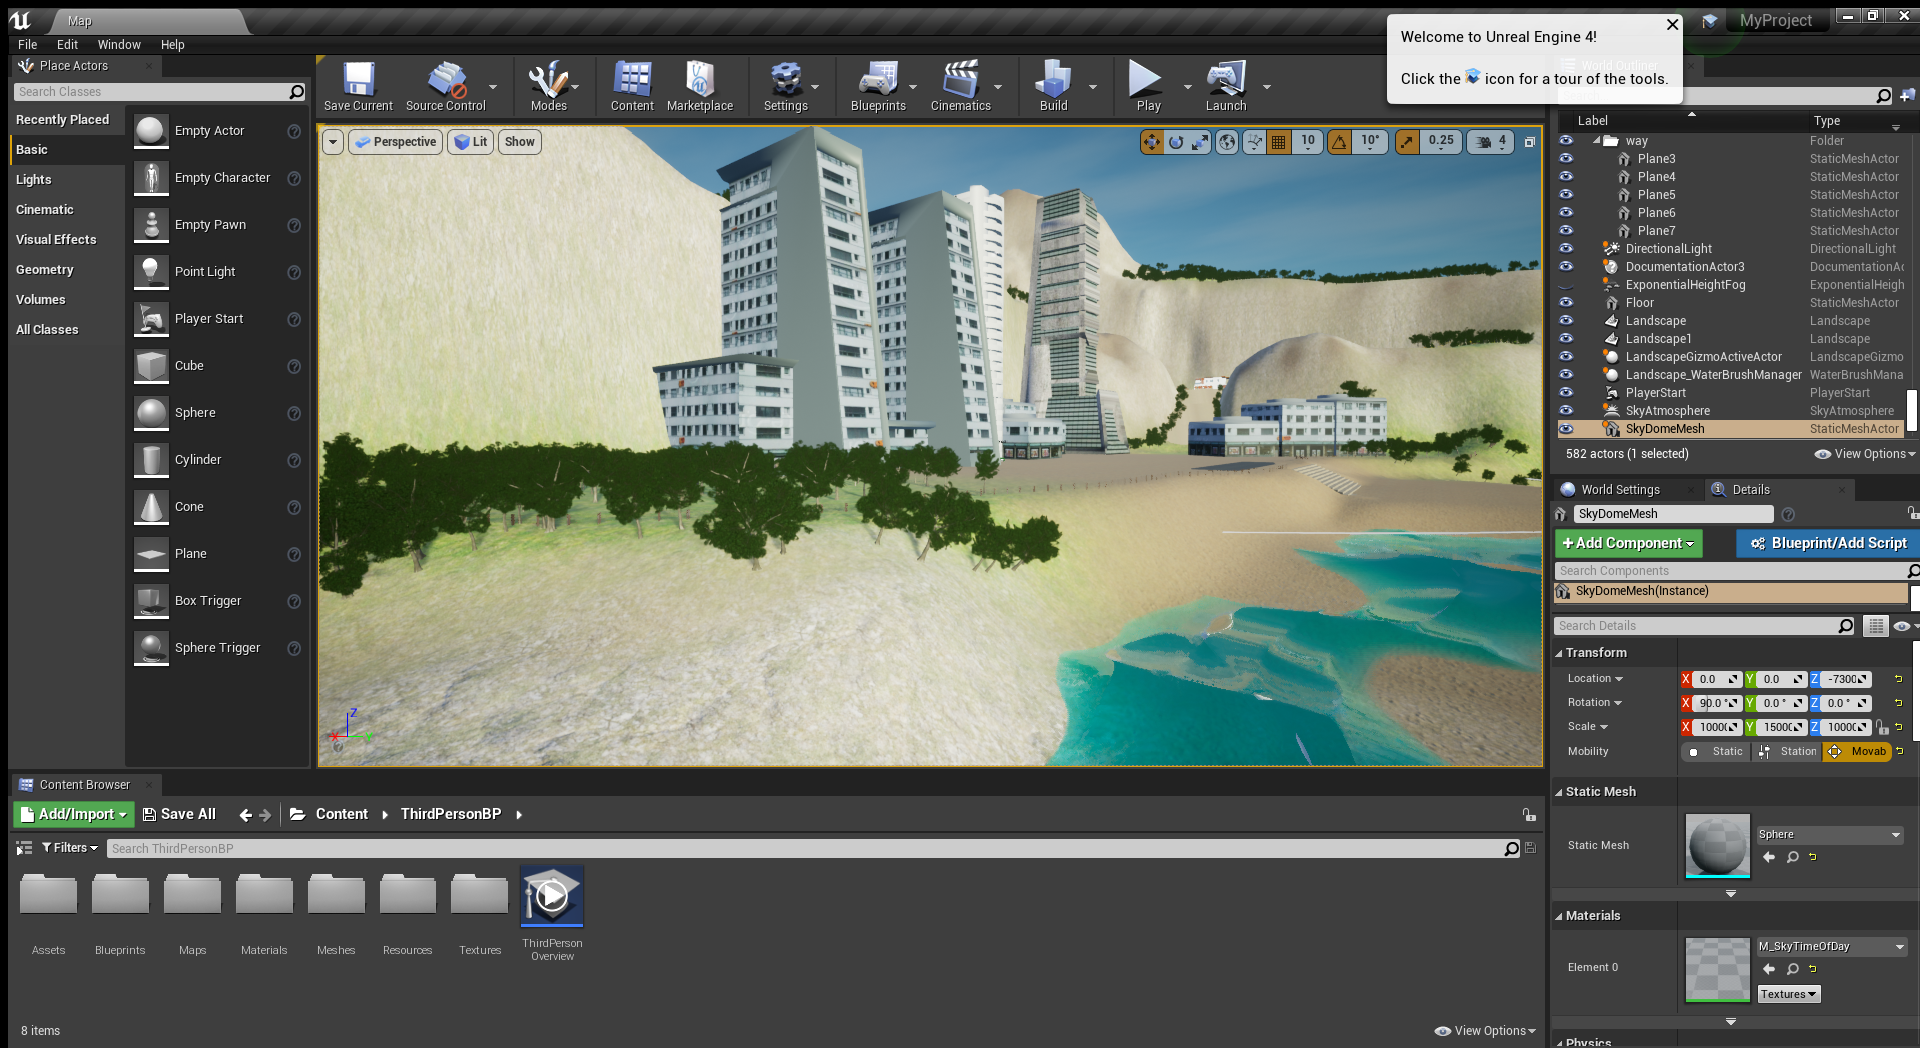 Map
MyProject
File Edit Window Help
Welcome to Unreal Engine 4!
Click the icon for a tour of the tools.
Place Actors
Search Classes
Recently Placed
Basic
Lights
Cinematic
Visual Effects
Geometry
Volumes
All Classes
Empty Actor
Empty Character
Empty Pawn
Point Light
Player Start
Cube
Sphere
Cylinder
Cone
Plane
Box Trigger
Sphere Trigger
Save Current Source Control Modes Content Marketplace Settings Blueprints Cinematics Build Play Launch
Perspective Lit Show
10 10° 0.25 4
Z
World Outliner
Label Type
way Folder
Plane3 StaticMeshActor
Plane4 StaticMeshActor
Plane5 StaticMeshActor
Plane6 StaticMeshActor
Plane7 StaticMeshActor
DirectionalLight DirectionalLight
DocumentationActor3 DocumentationAc
ExponentialHeightFog ExponentialHeigh
Floor StaticMeshActor
Landscape Landscape
Landscape1 Landscape
LandscapeGizmoActiveActor LandscapeGizmo
Landscape_WaterBrushManager WaterBrushMana
PlayerStart PlayerStart
SkyAtmosphere SkyAtmosphere
SkyDomeMesh StaticMeshActor
582 actors (1 selected) View Options
World Settings Details
SkyDomeMesh
+Add Component Blueprint/Add Script
Search Components
SkyDomeMesh(Instance)
Search Details
Transform
Location X 0.0 Y 0.0 Z -7300
Rotation X 90.0 ° Y 0.0 ° Z 0.0 °
Scale X 1000 Y 15000 Z 1000
Mobility Static Station Movab
Static Mesh
Static Mesh Sphere
Materials
Element 0 M_SkyTimeOfDay
Textures
Physics
Content Browser
Add/Import Save All Content ThirdPersonBP
Filters Search ThirdPersonBP
Assets Blueprints Maps Materials Meshes Resources Textures ThirdPerson
Overview
8 items View Options